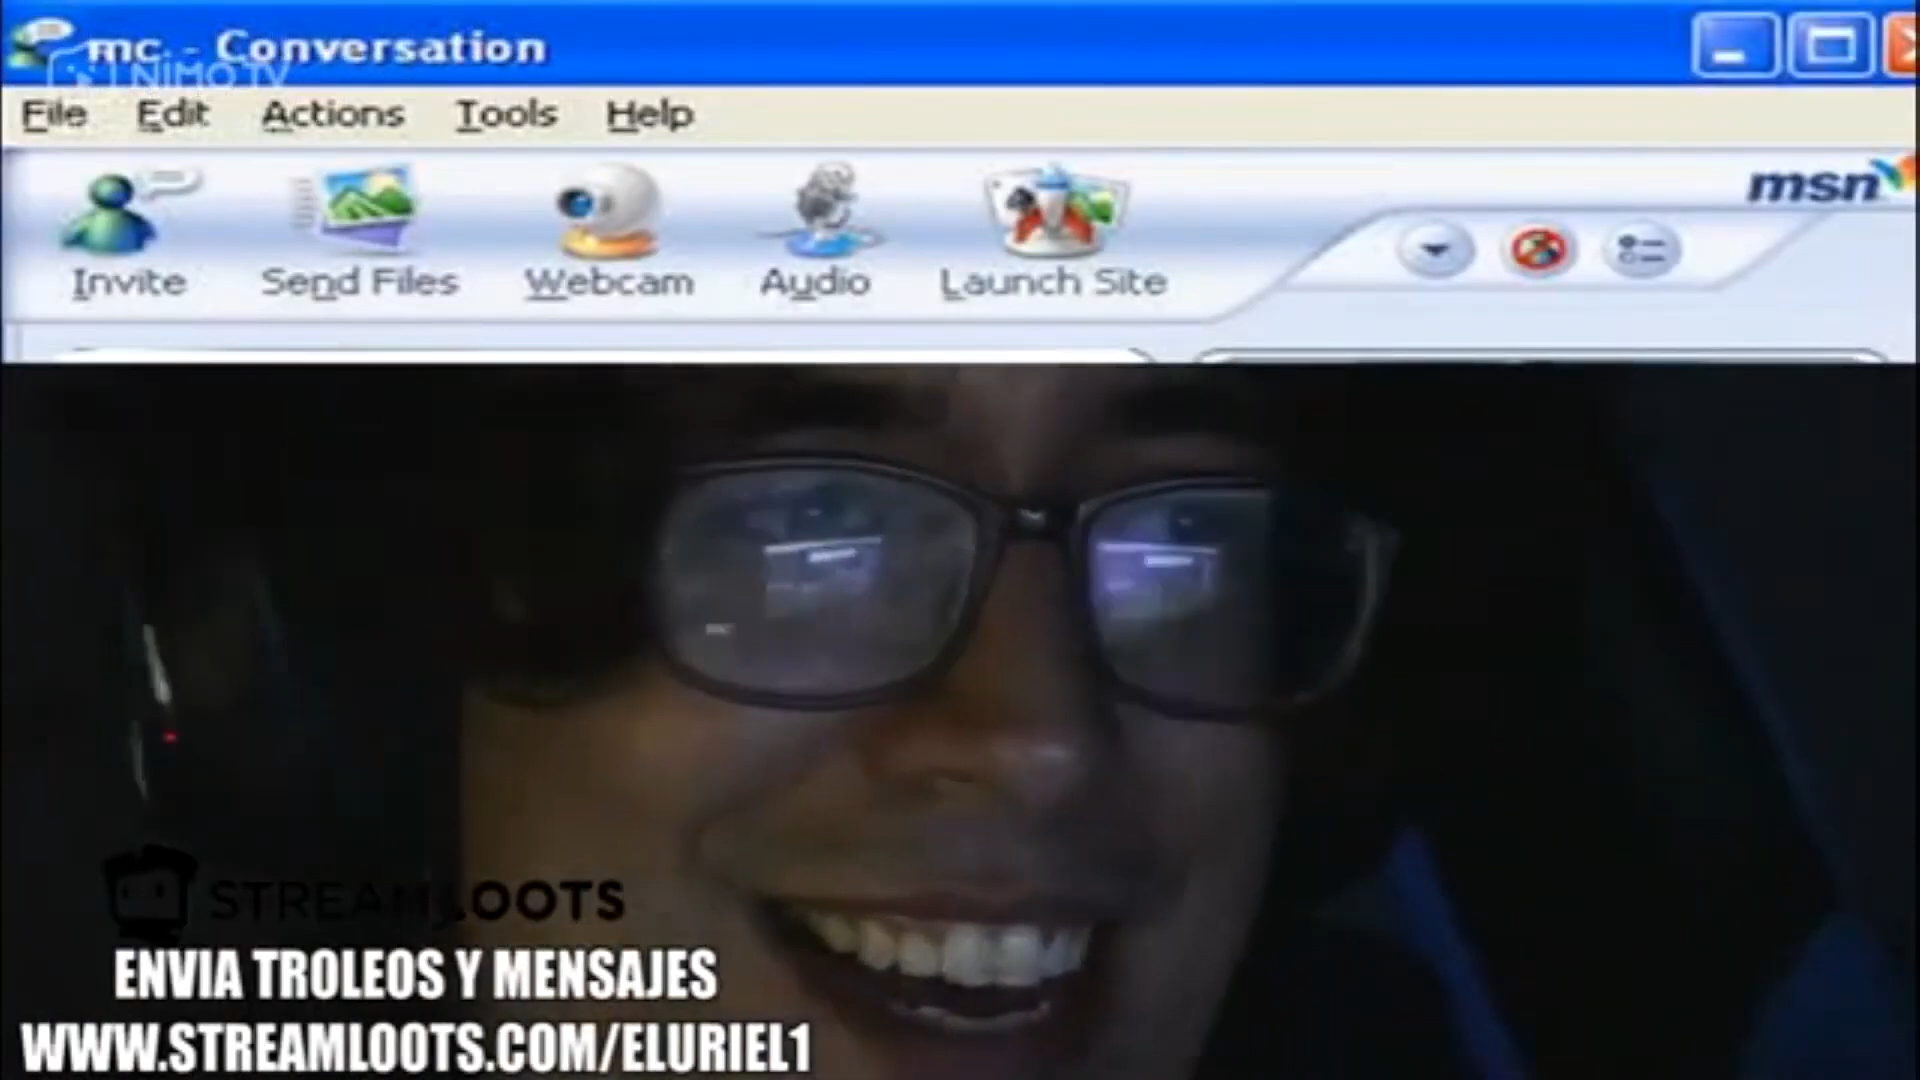 mc - Conversation
NIMO TV
File Edit Actions Tools Help
msn
Invite Send Files Webcam Audio Launch Site
STREAMLOOTS
ENVIA TROLEOS Y MENSAJES
WWW.STREAMLOOTS.COM/ELURIEL1